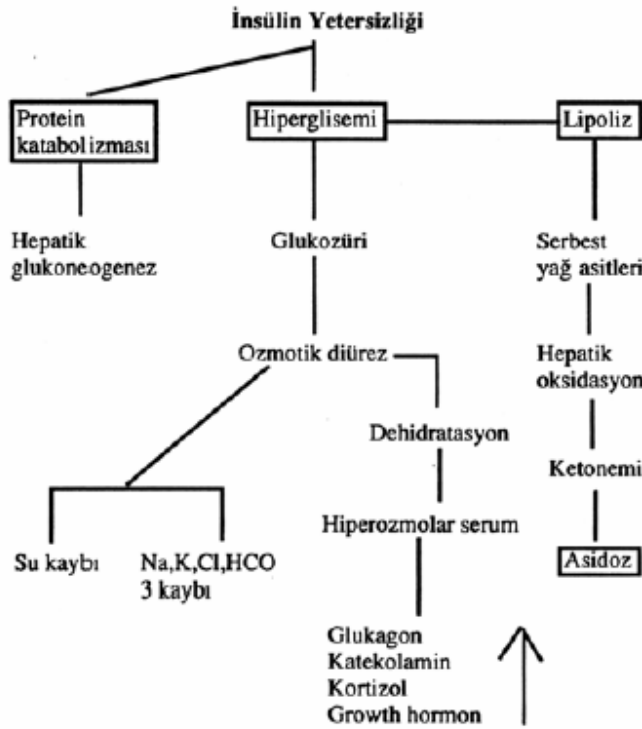 İnsülin Yetersizliği
Protein
katabolizması
Hiperglisemi
Lipoliz
Hepatik
glukoneogenez
Glukozüri
Serbest
yağ asitleri
Ozmotik diürez
Hepatik
oksidasyon
Dehidratasyon
Ketonemi
Hiperozmolar serum
Su kaybı
Na,K,Cl,HCO
3 kaybı
Asidoz
Glukagon
Katekolamin
Kortizol
Growth hormon